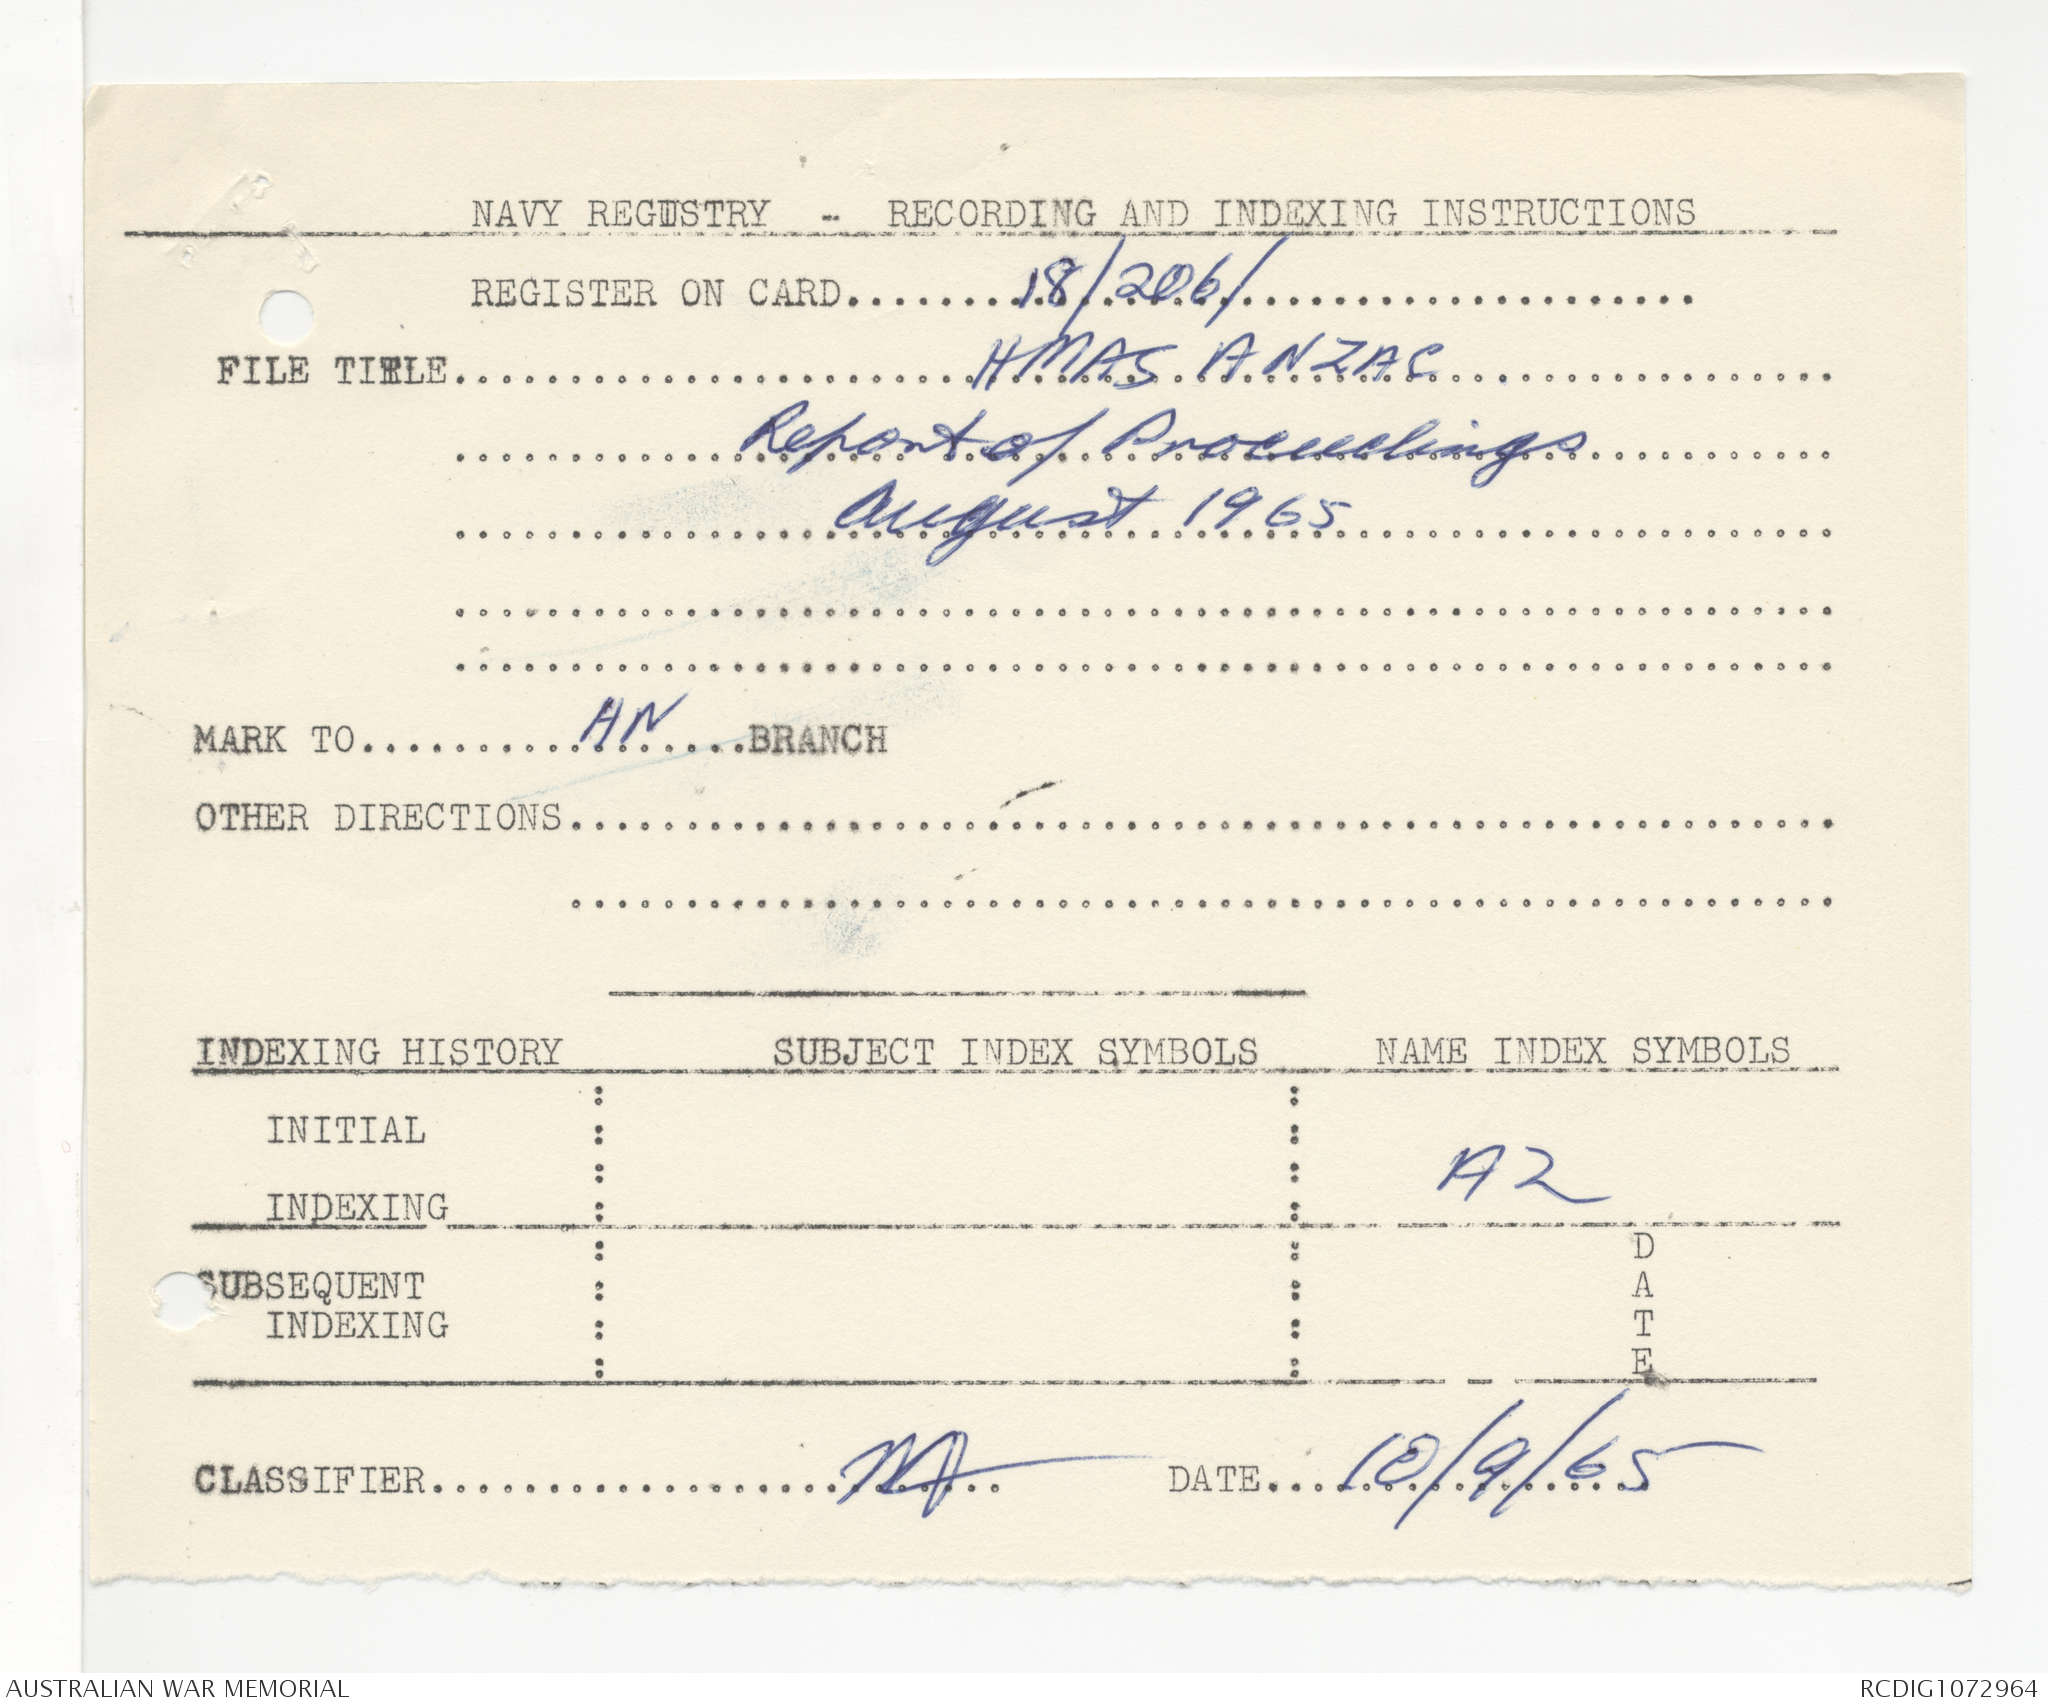 NAVY REGISTRY - RECORDING AND INDEXING INSTRUCTIONS
REGISTER ON CARD..........18/206/..........
FILE TITLE..........HMAS ANZAC..........
Report of Proceedings
August 1965
MARK TO..........HN..........BRANCH
OTHER DIRECTIONS..........
INDEXING HISTORY SUBJECT INDEX SYMBOLS NAME INDEX SYMBOLS
INITIAL
INDEXING
AZ
SUBSEQUENT
INDEXING
DATE
CLASSIFIER.......... DATE..........10/9/65
AUSTRALIAN WAR MEMORIAL RCDIG1072964